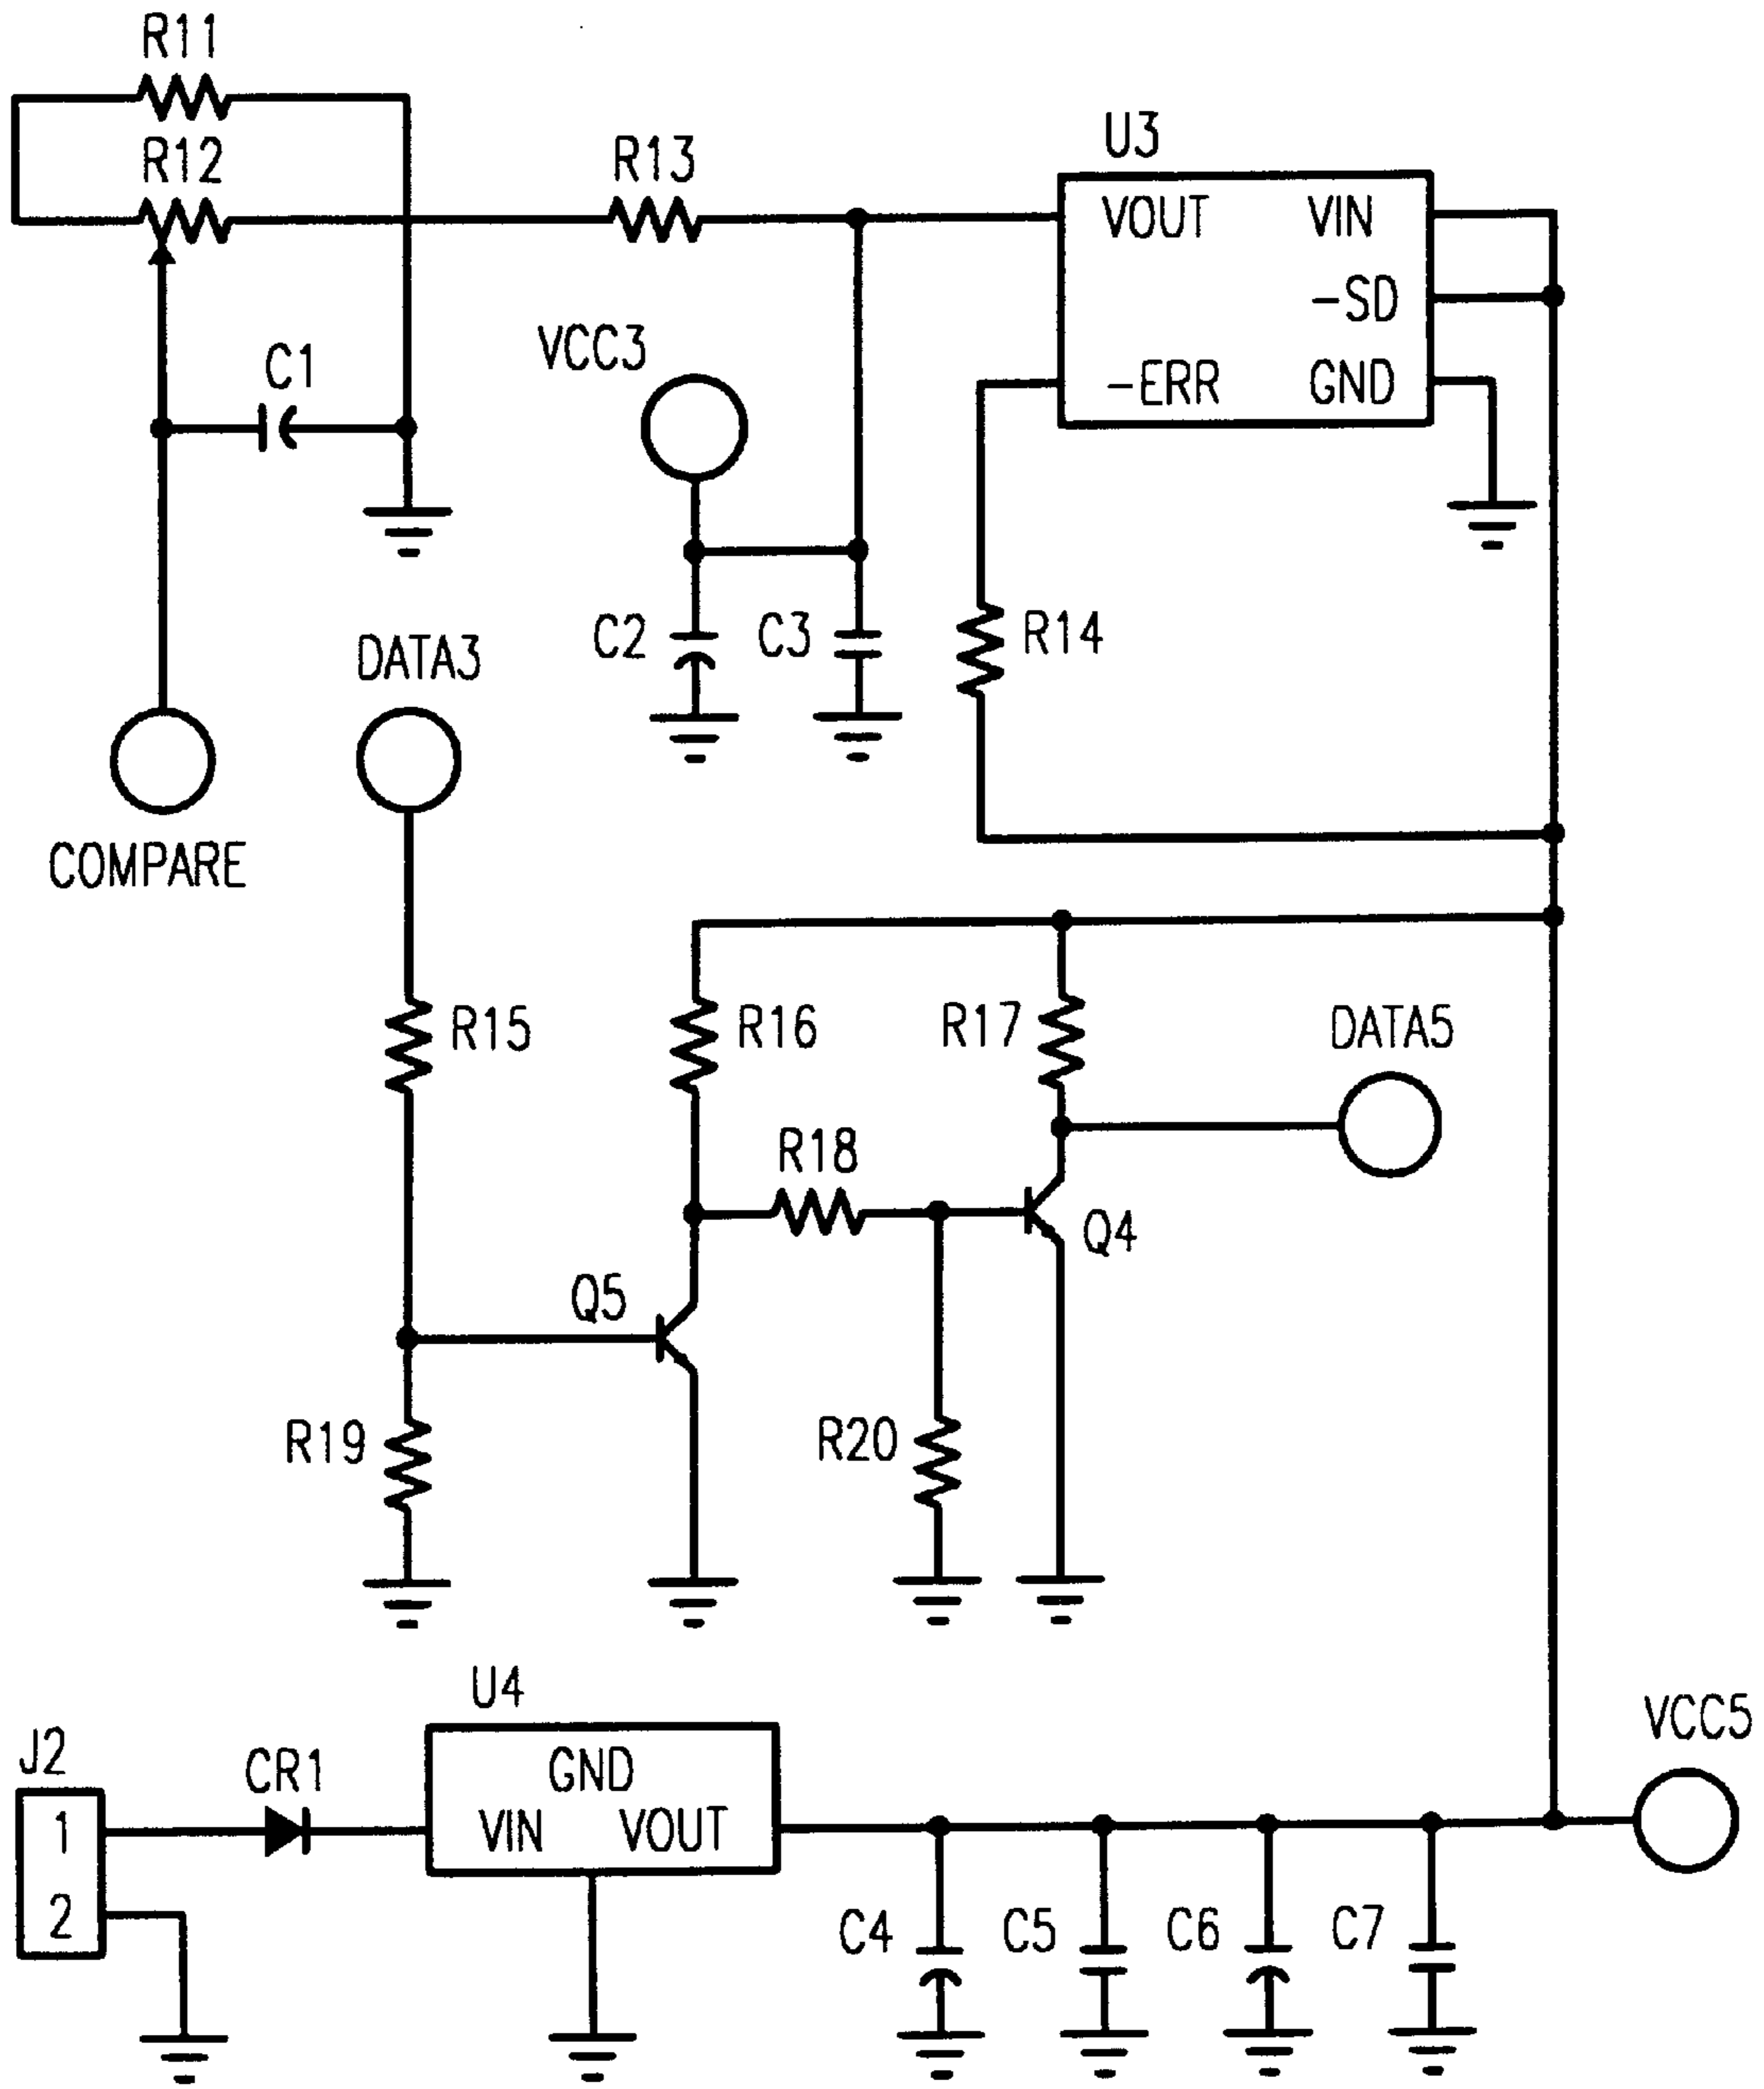 R11
R12
R13
U3
VOUT VIN
-SD
-ERR GND
C1
VCC3
C2
C3
R14
DATA3
COMPARE
R15
R16
R17
DATA5
R18
Q4
Q5
R19
R20
U4
GND
VIN VOUT
J2
1
2
CR1
VCC5
C4
C5
C6
C7